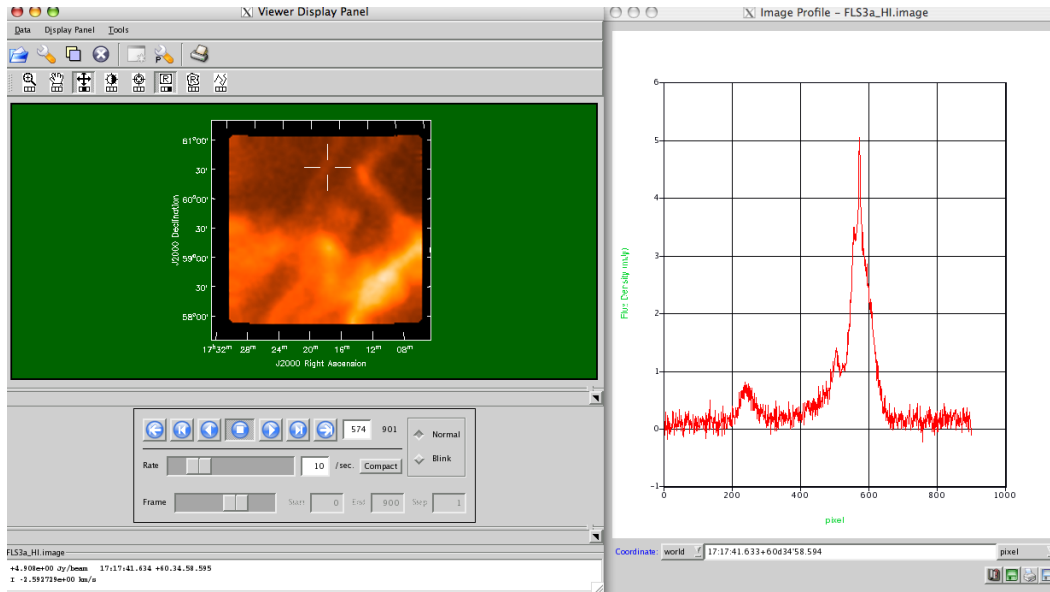 Viewer Display Panel
Data Display Panel Tools
61°00'
30'
60°00'
30'
59°00'
30'
58°00'
J2000 Declination
17ʰ32ᵐ 28ᵐ 24ᵐ 20ᵐ 16ᵐ 12ᵐ 08ᵐ
J2000 Right Ascension
574 901
Normal
Blink
Rate 10 /sec. Compact
Frame Start 0 End 900 Step 1
FLS3a_HI.image
+4.908e+00 Jy/beam 17:17:41.634 +60.34.58.595
I -2.592729e+00 km/s
Image Profile - FLS3a_HI.image
6
5
4
3
2
1
0
-1
Flux Density (mJy)
0 200 400 600 800 1000
pixel
Coordinate: world 17:17:41.633+60d34'58.594 pixel